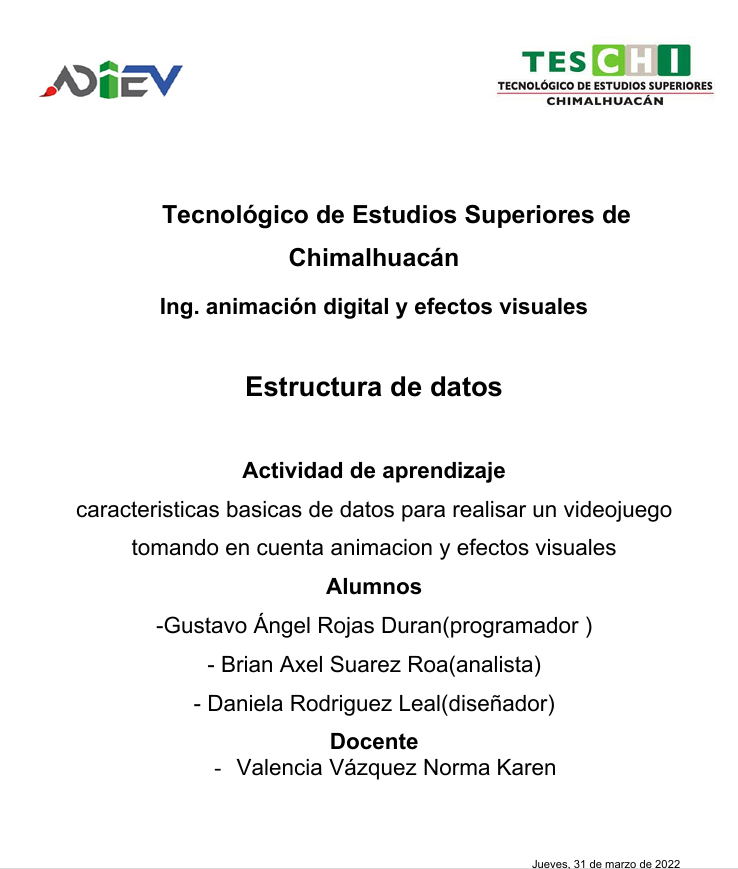 ADIEV
TESCHI
TECNOLÓGICO DE ESTUDIOS SUPERIORES
CHIMALHUACÁN
Tecnológico de Estudios Superiores de
Chimalhuacán
Ing. animación digital y efectos visuales
Estructura de datos
Actividad de aprendizaje
caracteristicas basicas de datos para realisar un videojuego
tomando en cuenta animacion y efectos visuales
Alumnos
-Gustavo Ángel Rojas Duran(programador )
- Brian Axel Suarez Roa(analista)
- Daniela Rodriguez Leal(diseñador)
Docente
- Valencia Vázquez Norma Karen
Jueves, 31 de marzo de 2022